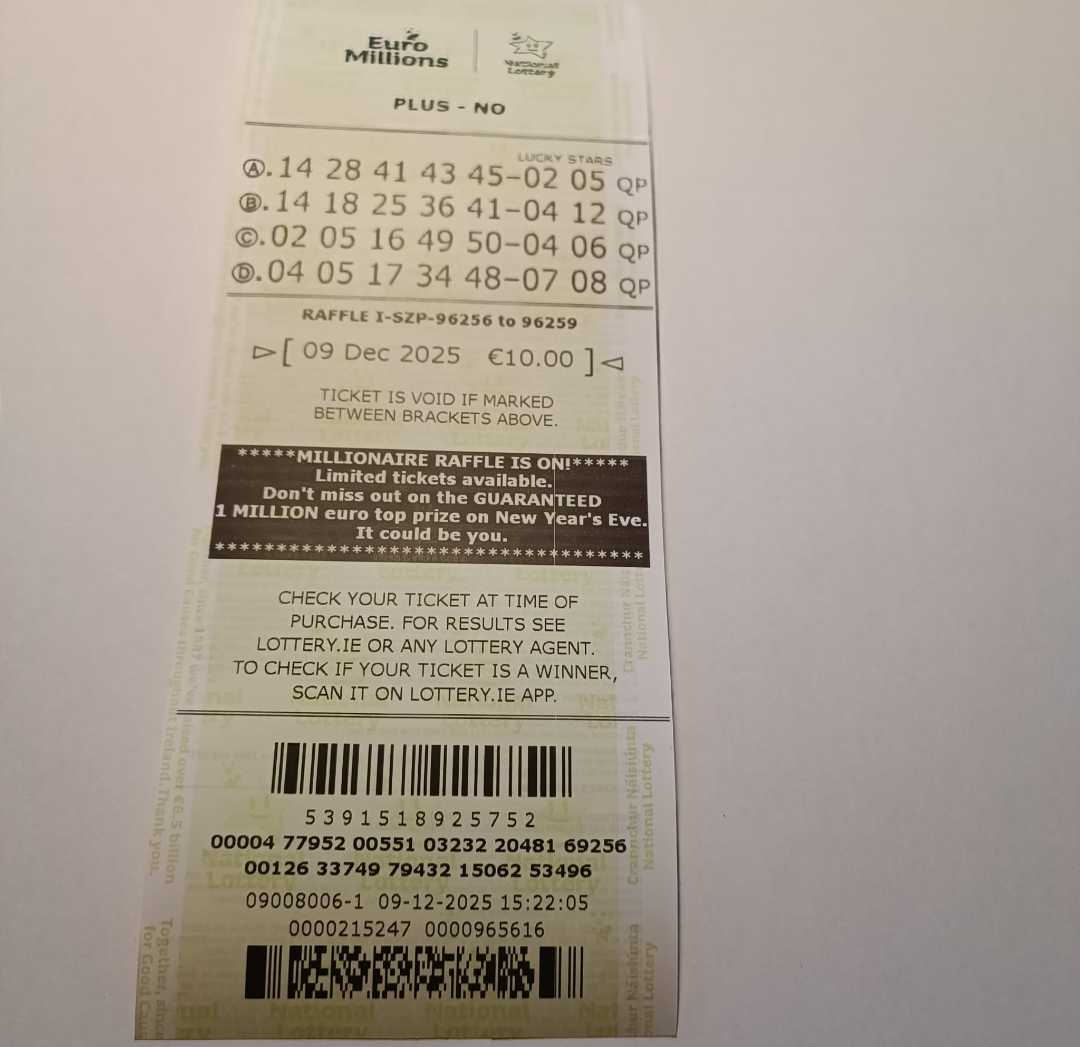 Euro
Millions
National
Lottery
PLUS - NO
LUCKY STARS
Ⓐ.14 28 41 43 45-02 05 QP
Ⓑ.14 18 25 36 41-04 12 QP
Ⓒ.02 05 16 49 50-04 06 QP
Ⓓ.04 05 17 34 48-07 08 QP
RAFFLE I-SZP-96256 to 96259
[ 09 Dec 2025 €10.00 ]
TICKET IS VOID IF MARKED
BETWEEN BRACKETS ABOVE.
*****MILLIONAIRE RAFFLE IS ON!*****
Limited tickets available.
Don't miss out on the GUARANTEED
1 MILLION euro top prize on New Year's Eve.
It could be you.
***********************************
CHECK YOUR TICKET AT TIME OF
PURCHASE. FOR RESULTS SEE
LOTTERY.IE OR ANY LOTTERY AGENT.
TO CHECK IF YOUR TICKET IS A WINNER,
SCAN IT ON LOTTERY.IE APP.
5391518925752
00004 77952 00551 03232 20481 69256
00126 33749 79432 15062 53496
09008006-1 09-12-2025 15:22:05
0000215247 0000965616
Crannchur Náisiúnta
National Lottery
National
Lottery